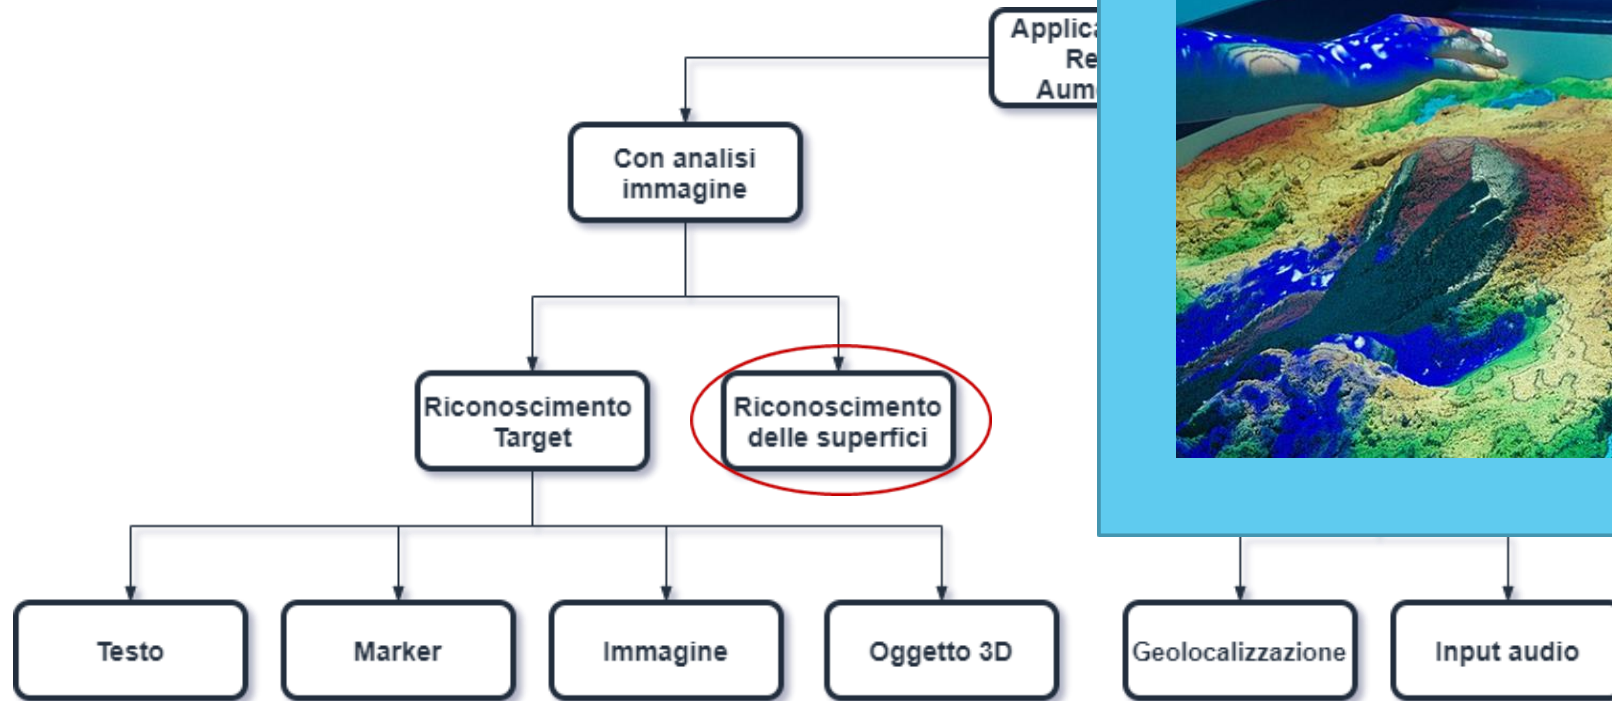 Con analisi
immagine
Riconoscimento
Target
Riconoscimento
delle superfici
Testo
Marker
Immagine
Oggetto 3D
Geolocalizzazione
Input audio